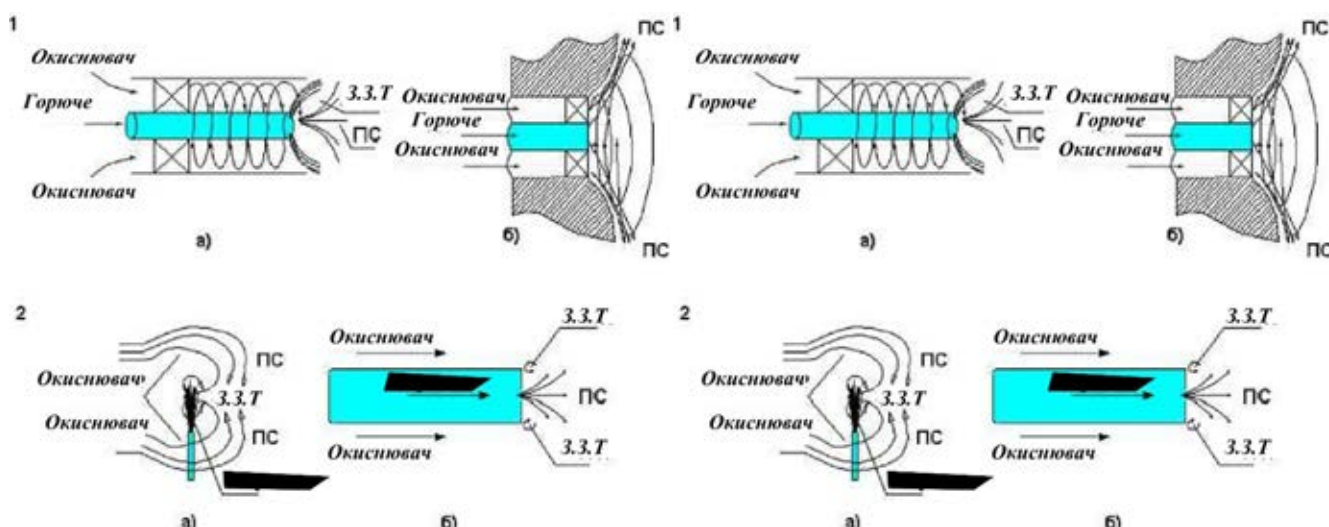 1
ПС
Окиснювач
Горюче
З.З.Т
ПС
Окиснювач
Окиснювач
Горюче
Окиснювач
ПС
а)
б)
1
ПС
Окиснювач
Горюче
З.З.Т
ПС
Окиснювач
Окиснювач
Горюче
Окиснювач
ПС
а)
б)
2
Окиснювач
Окиснювач
ПС
З.З.Т
ПС
а)
Окиснювач
З.З.Т
ПС
Окиснювач
З.З.Т
б)
2
Окиснювач
Окиснювач
ПС
З.З.Т
ПС
а)
Окиснювач
З.З.Т
ПС
Окиснювач
З.З.Т
б)